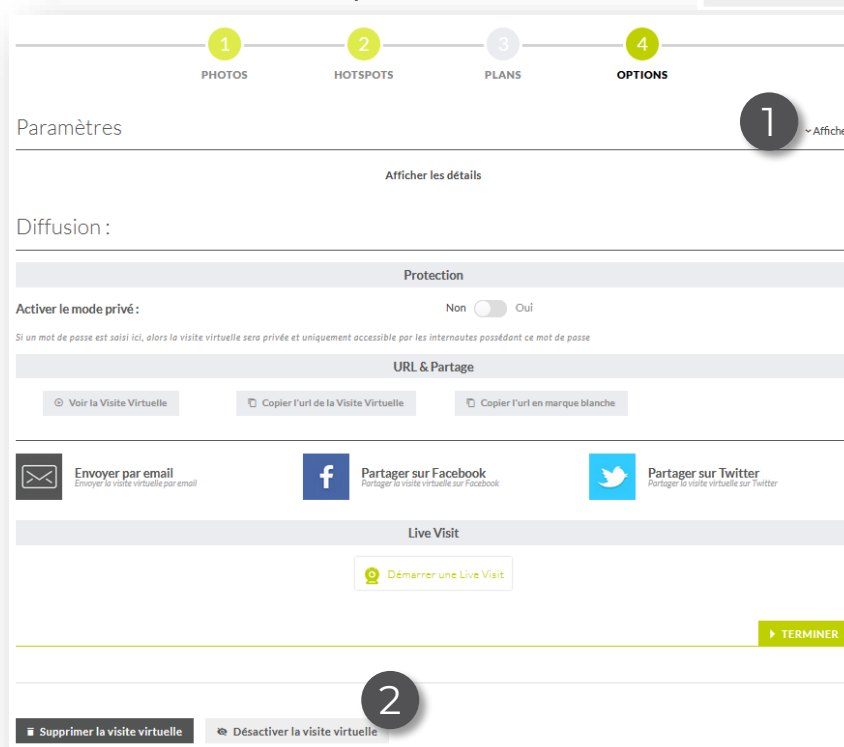 1 2 3 4
PHOTOS HOTSPOTS PLANS OPTIONS
Paramètres 1 Affiche
Afficher les détails
Diffusion :
Protection
Activer le mode privé : Non Oui
Si un mot de passe est saisi ici, alors la visite virtuelle sera privée et uniquement accessible par les internautes possédant ce mot de passe
URL & Partage
Voir la Visite Virtuelle Copier l'url de la Visite Virtuelle Copier l'url en marque blanche
Envoyer par email Partager sur Facebook Partager sur Twitter
Envoyer la visite virtuelle par email Partager la visite virtuelle sur Facebook Partager la visite virtuelle sur Twitter
Live Visit
Démarrer une Live Visit
TERMINER
2
Supprimer la visite virtuelle Désactiver la visite virtuelle